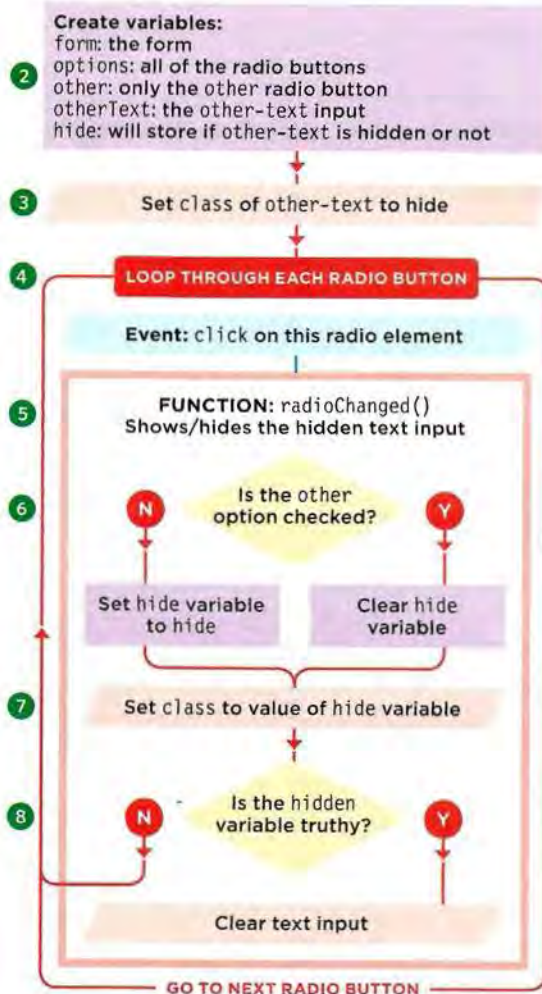 2
Create variables:
form: the form
options: all of the radio buttons
other: only the other radio button
otherText: the other-text input
hide: will store if other-text is hidden or not
3
Set class of other-text to hide
4
LOOP THROUGH EACH RADIO BUTTON
Event: click on this radio element
5
FUNCTION: radioChanged()
Shows/hides the hidden text input
6
N
Is the other
option checked?
Y
Set hide variable
to hide
Clear hide
variable
7
Set class to value of hide variable
8
N
Is the hidden
variable truthy?
Y
Clear text input
GO TO NEXT RADIO BUTTON